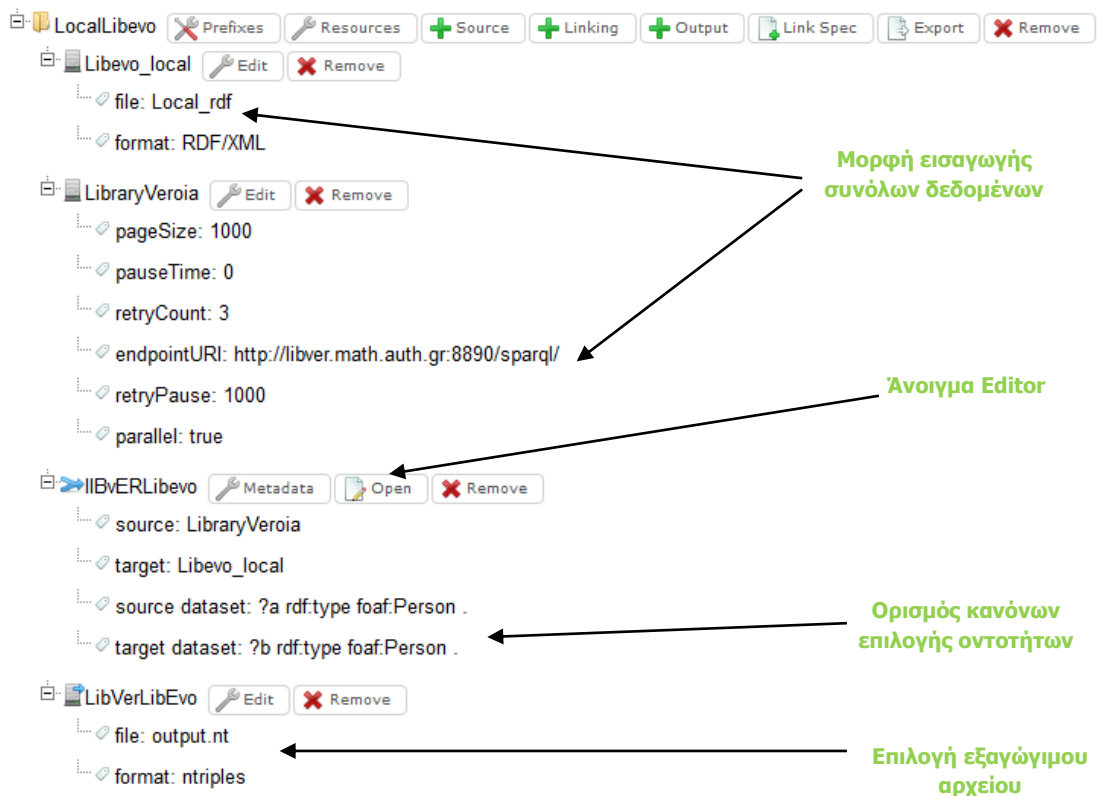 LocalLibevo Prefixes Resources Source Linking Output Link Spec Export Remove
Libevo_local Edit Remove
file: Local_rdf
format: RDF/XML
Μορφή εισαγωγής
συνόλων δεδομένων
LibraryVeroia Edit Remove
pageSize: 1000
pauseTime: 0
retryCount: 3
endpointURI: http://libver.math.auth.gr:8890/sparql/
retryPause: 1000
parallel: true
Άνοιγμα Editor
lIBvERLibevo Metadata Open Remove
source: LibraryVeroia
target: Libevo_local
source dataset: ?a rdf:type foaf:Person .
target dataset: ?b rdf:type foaf:Person .
Ορισμός κανόνων
επιλογής οντοτήτων
LibVerLibEvo Edit Remove
file: output.nt
format: ntriples
Επιλογή εξαγώγιμου
αρχείου